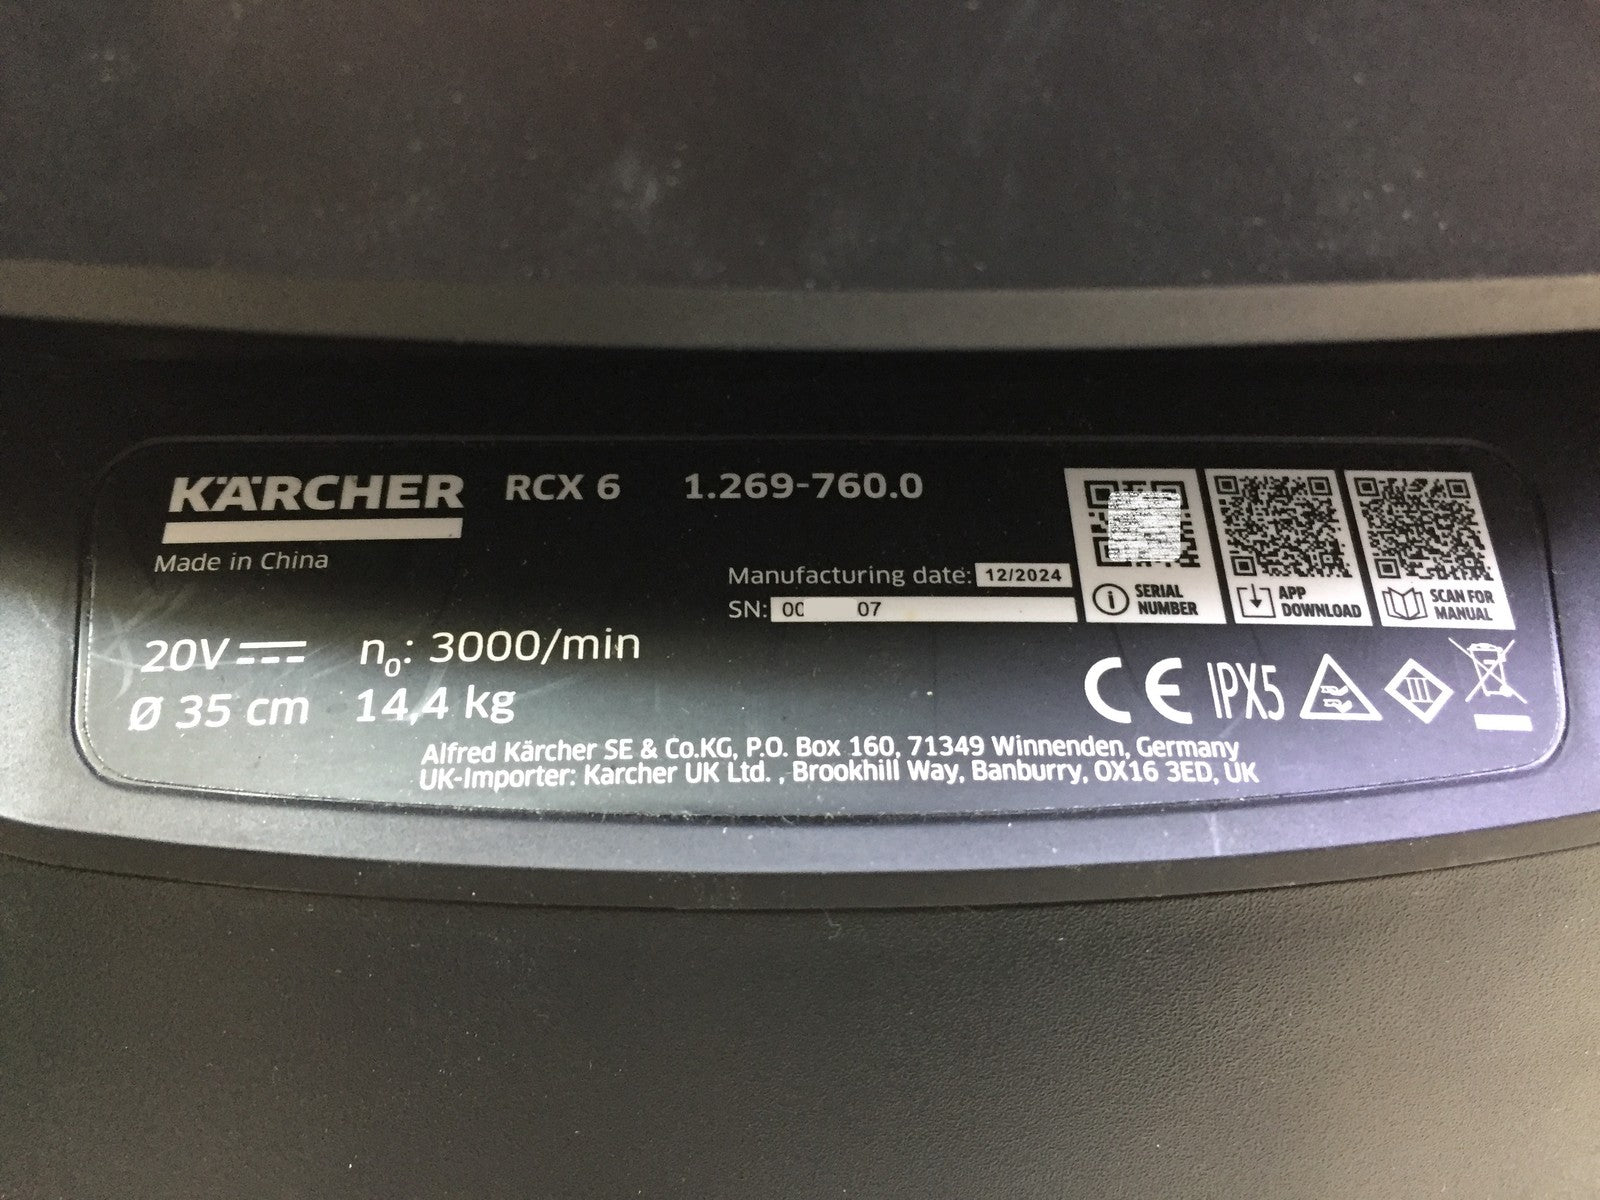 KÄRCHER RCX 6 1.269-760.0
Made in China
Manufacturing date: 12/2024
SN: 00 07
SERIAL NUMBER
APP DOWNLOAD
SCAN FOR MANUAL
20V n₀: 3000/min
Ø 35 cm 14,4 kg
CE IPX5 III
Alfred Kärcher SE & Co.KG, P.O. Box 160, 71349 Winnenden, Germany
UK-Importer: Karcher UK Ltd. , Brookhill Way, Banburry, OX16 3ED, UK